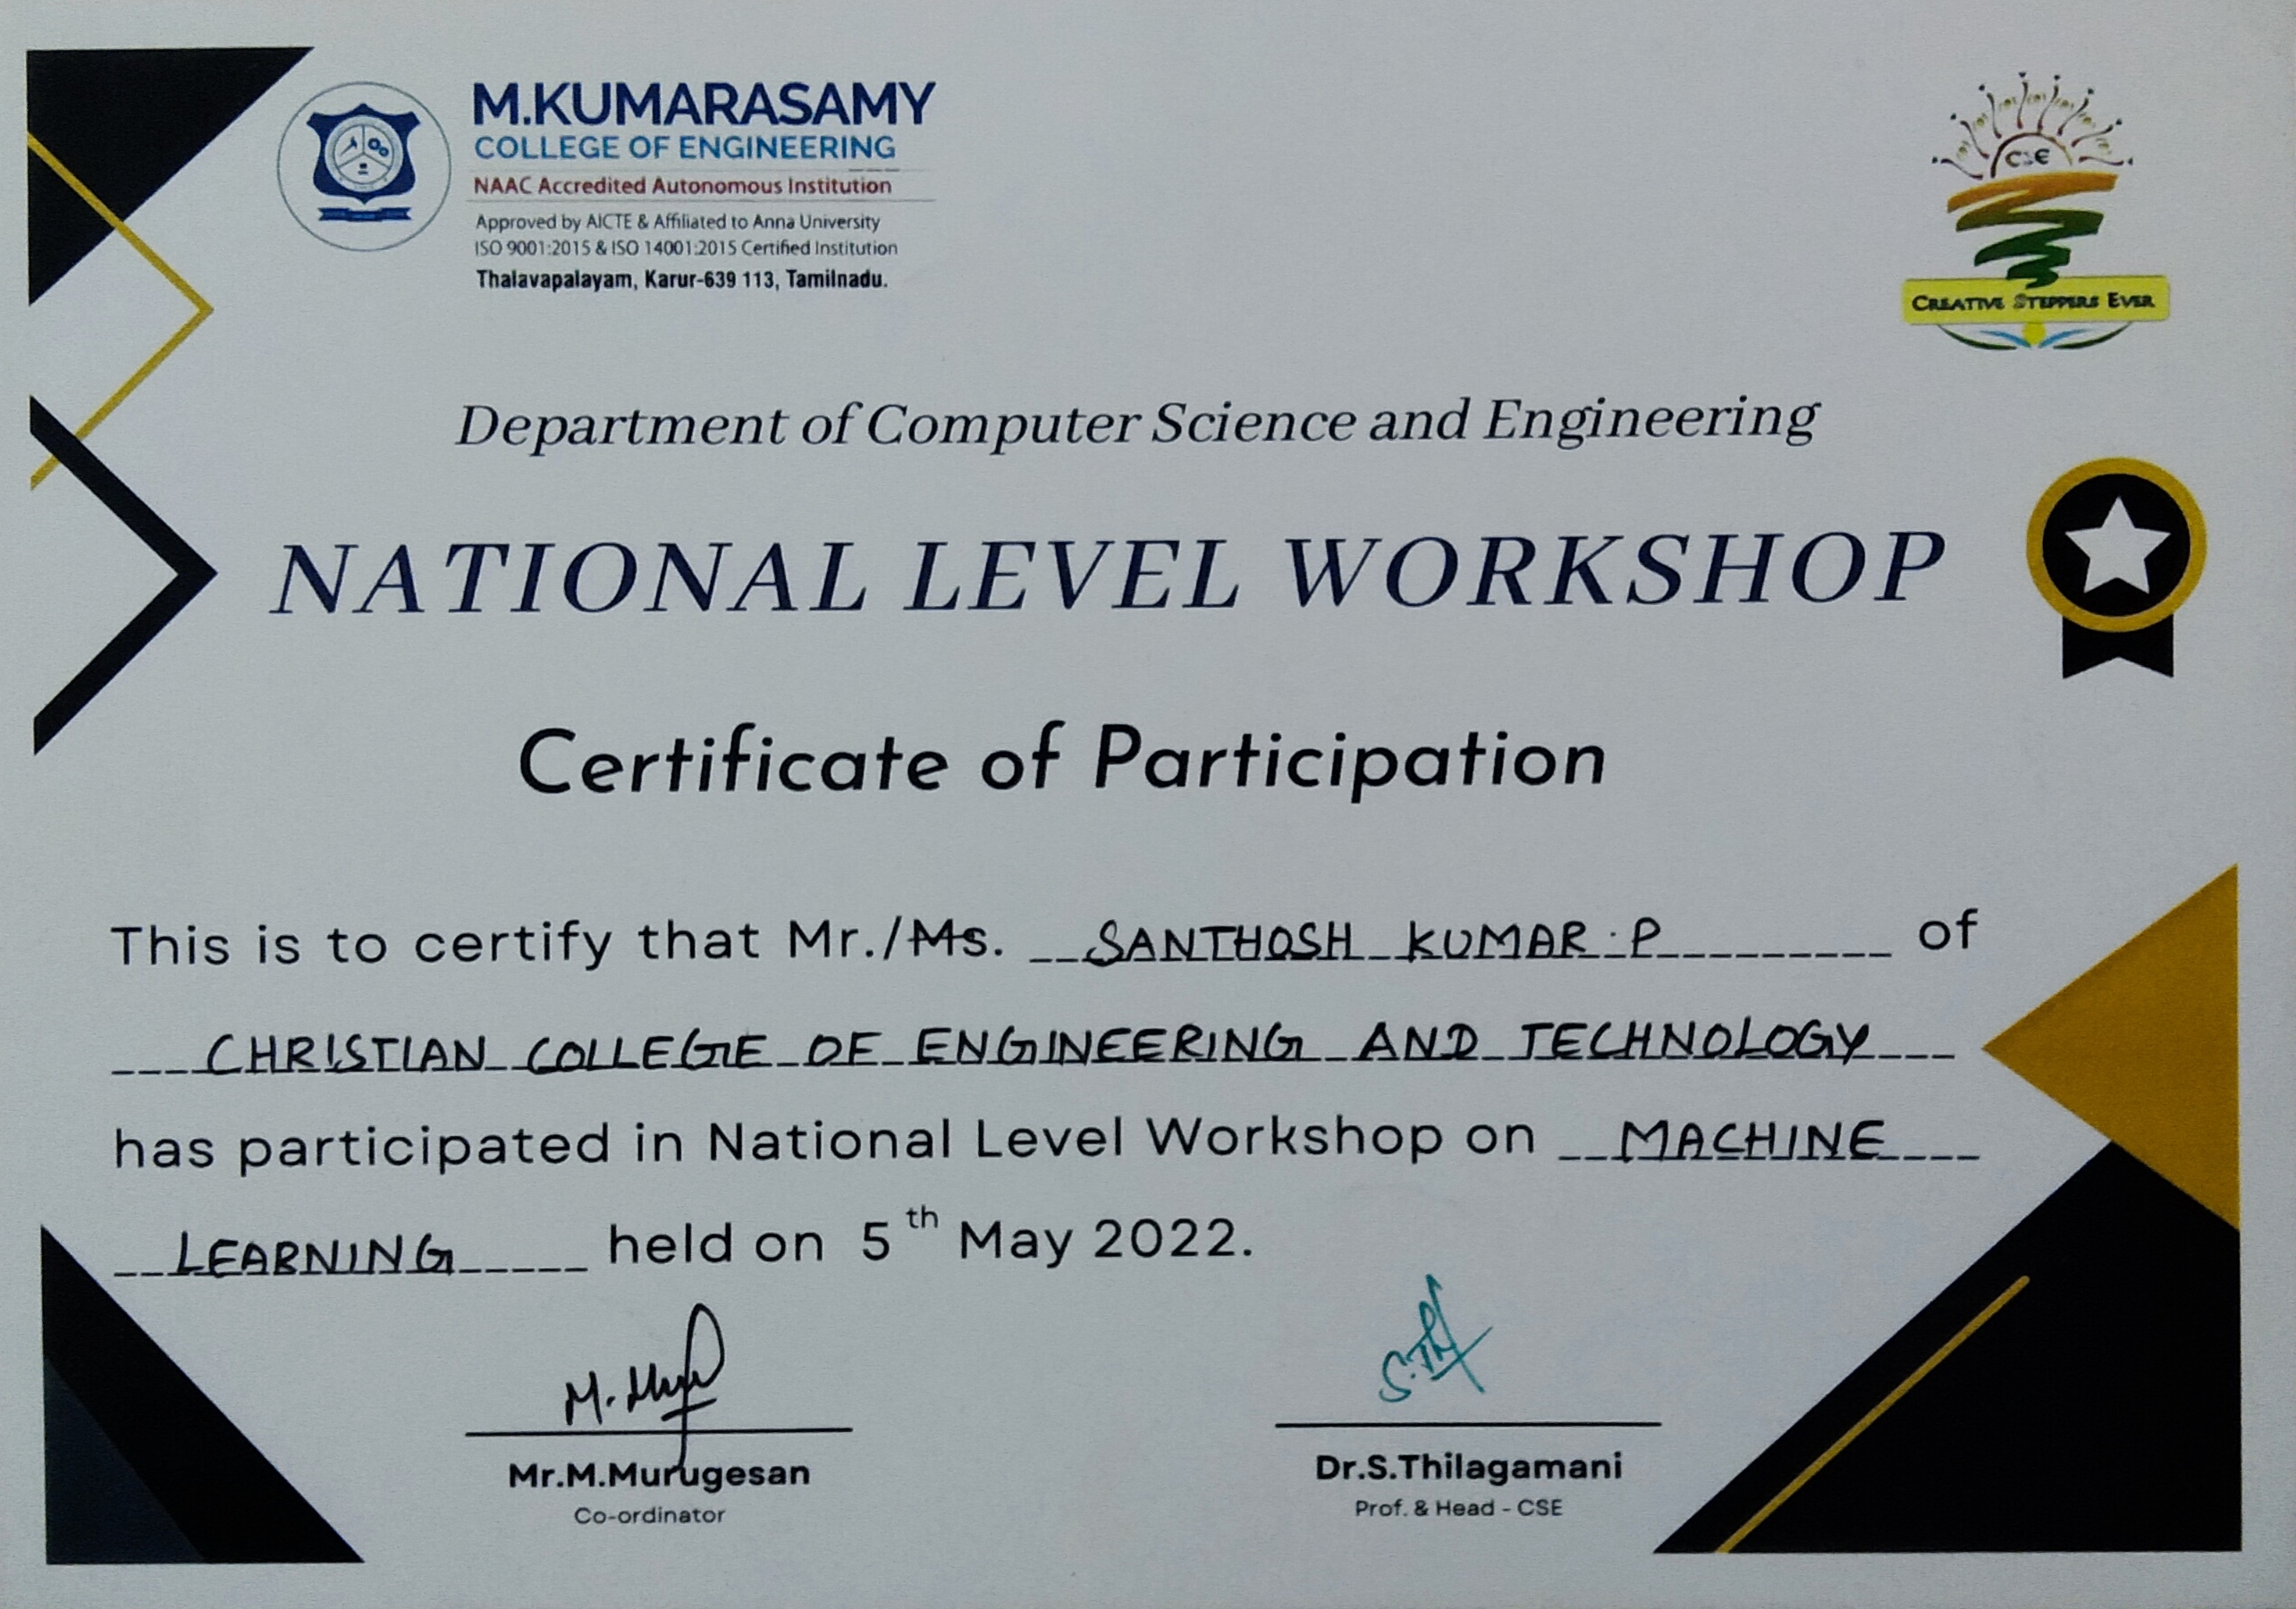 M.KUMARASAMY
COLLEGE OF ENGINEERING
NAAC Accredited Autonomous Institution
Approved by AICTE & Affiliated to Anna University
ISO 9001:2015 & ISO 14001:2015 Certified Institution
Thalavapalayam, Karur-639 113, Tamilnadu.
CSE
CREATIVE STEPPERS EVER
Department of Computer Science and Engineering
NATIONAL LEVEL WORKSHOP
Certificate of Participation
This is to certify that Mr./Ms. SANTHOSH KUMAR.P of
CHRISTIAN COLLEGE OF ENGINEERING AND TECHNOLOGY
has participated in National Level Workshop on MACHINE
LEARNING held on 5th May 2022.
Mr.M.Murugesan
Co-ordinator
Dr.S.Thilagamani
Prof. & Head - CSE